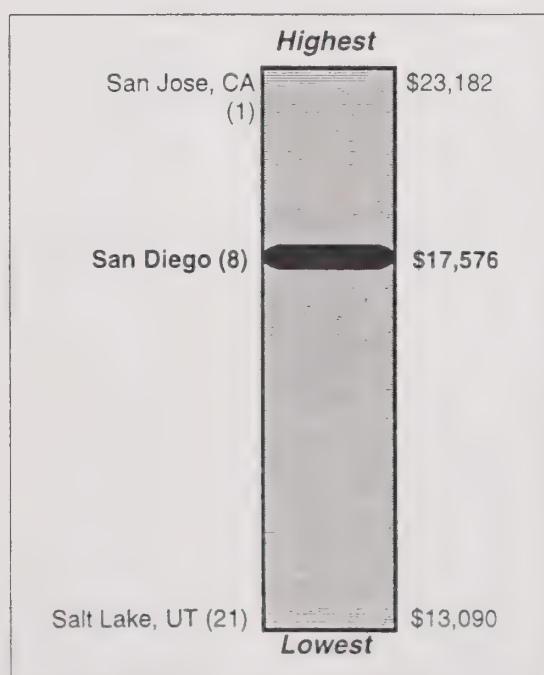 Highest
San Jose, CA $23,182
(1)
San Diego (8) $17,576
Salt Lake, UT (21) $13,090
Lowest